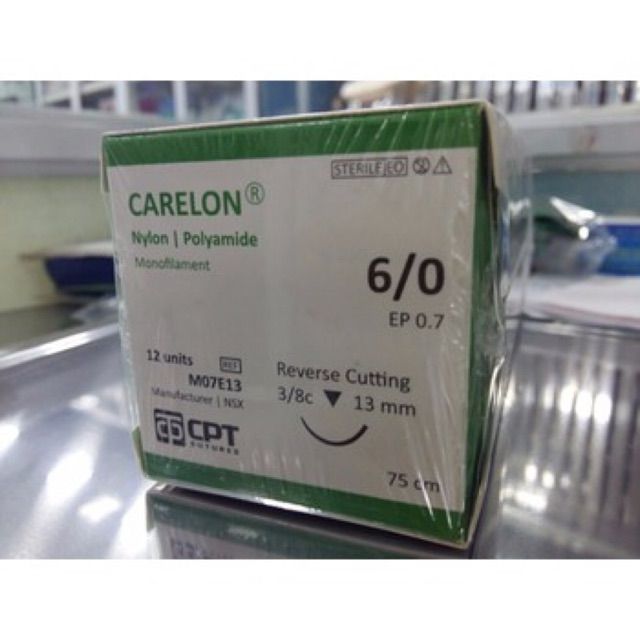 STERILE EO
CARELON®
Nylon | Polyamide
Monofilament
6/0
EP 0.7
12 units REF
M07E13
Manufacturer | NSX
CPT
SUTURES
Reverse Cutting
3/8c ▼ 13 mm
75 cm